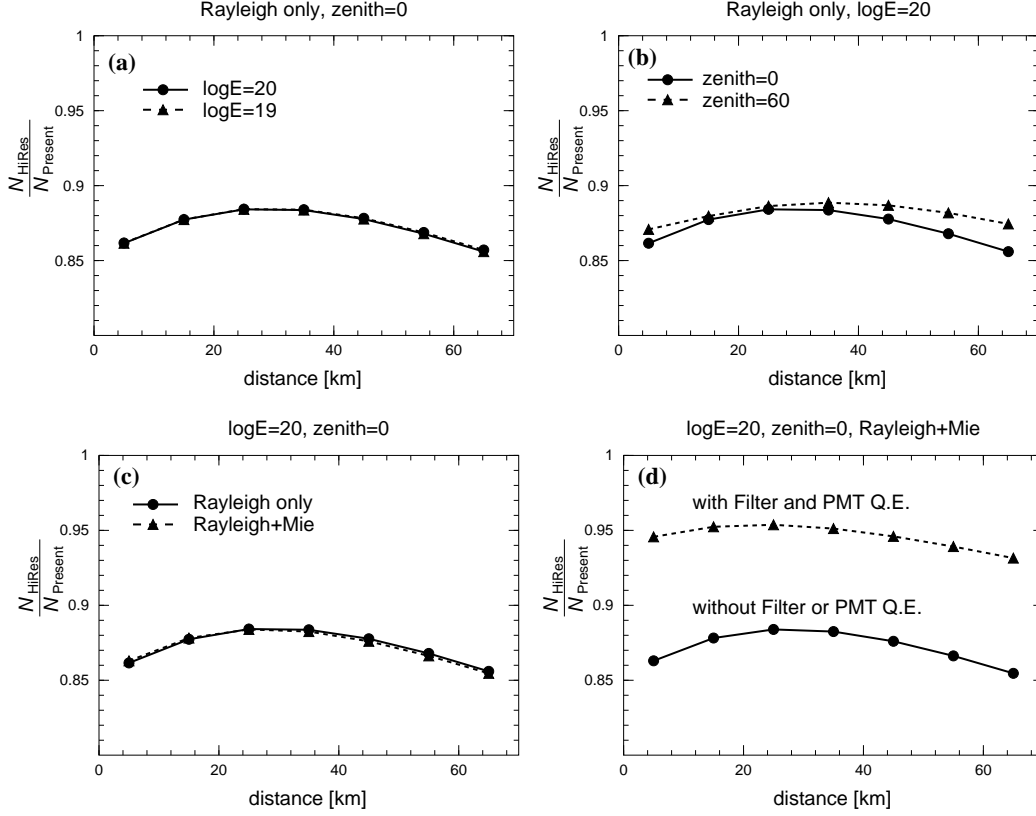 Rayleigh only, zenith=0
(a)
logE=20
logE=19
N_HiRes
N_Present
1
0.95
0.9
0.85
0 20 40 60
distance [km]
Rayleigh only, logE=20
(b)
zenith=0
zenith=60
N_HiRes
N_Present
1
0.95
0.9
0.85
0 20 40 60
distance [km]
logE=20, zenith=0
(c)
Rayleigh only
Rayleigh+Mie
N_HiRes
N_Present
1
0.95
0.9
0.85
0 20 40 60
distance [km]
logE=20, zenith=0, Rayleigh+Mie
(d)
with Filter and PMT Q.E.
without Filter or PMT Q.E.
N_HiRes
N_Present
1
0.95
0.9
0.85
0 20 40 60
distance [km]